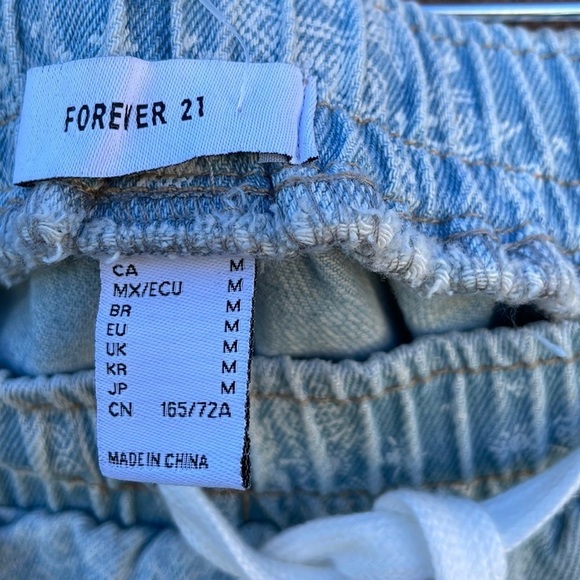 FOREVER 21
CA M
MX/ECU M
BR M
EU M
UK M
KR M
JP M
CN 165/72A
MADE IN CHINA